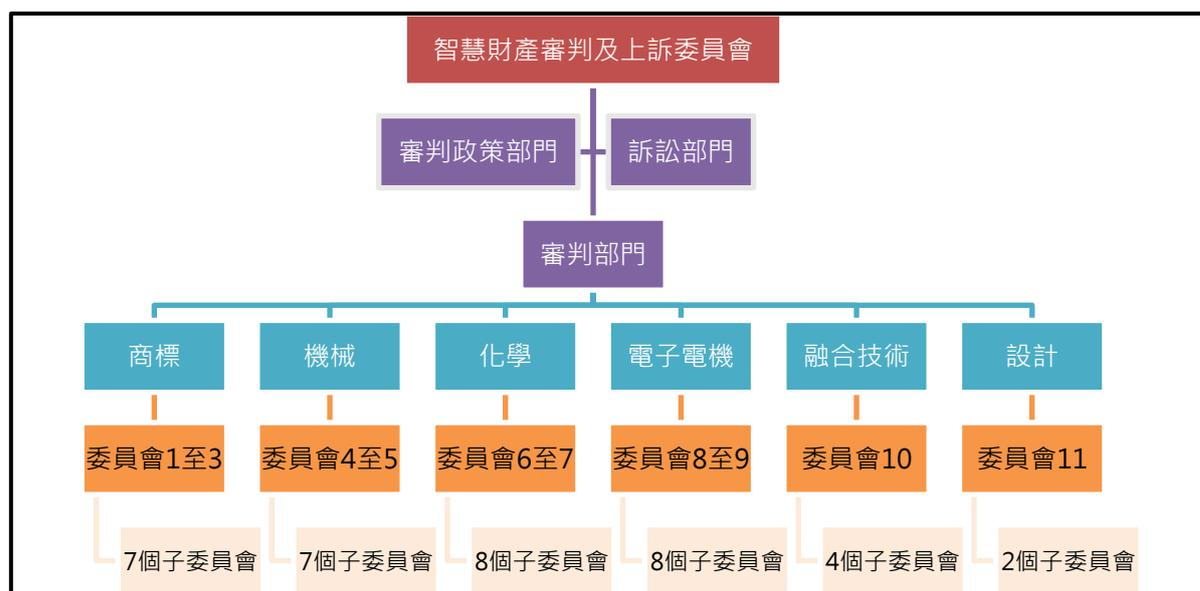 智慧財產審判及上訴委員會
審判政策部門
訴訟部門
審判部門
商標
機械
化學
電子電機
融合技術
設計
委員會1至3
委員會4至5
委員會6至7
委員會8至9
委員會10
委員會11
7個子委員會
7個子委員會
8個子委員會
8個子委員會
4個子委員會
2個子委員會